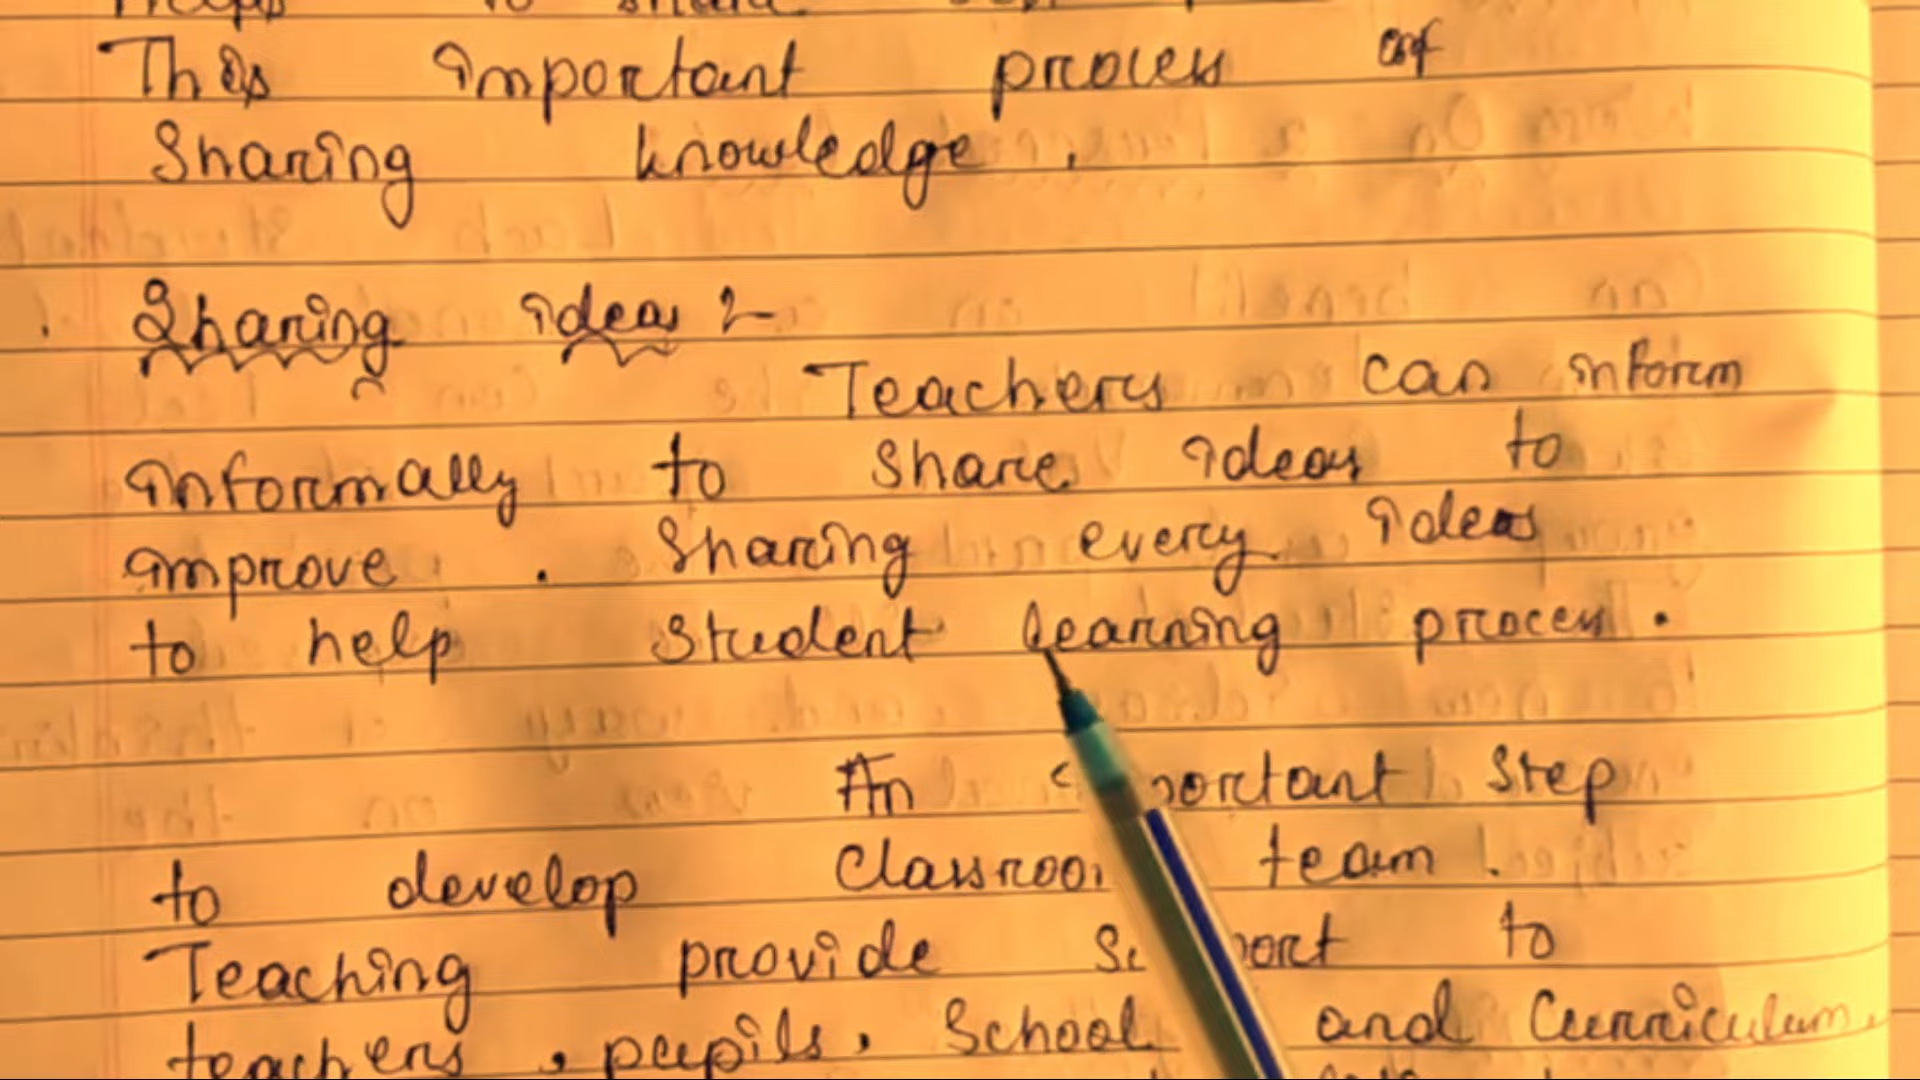 This important process of
Sharing knowledge.
Sharing ideas :-
Teachers can inform
informally to share ideas to
improve. Sharing every ideas
to help student learning process.
An step
to develop team.
Teaching provide to
teachers, pupils, School and Curriculum,